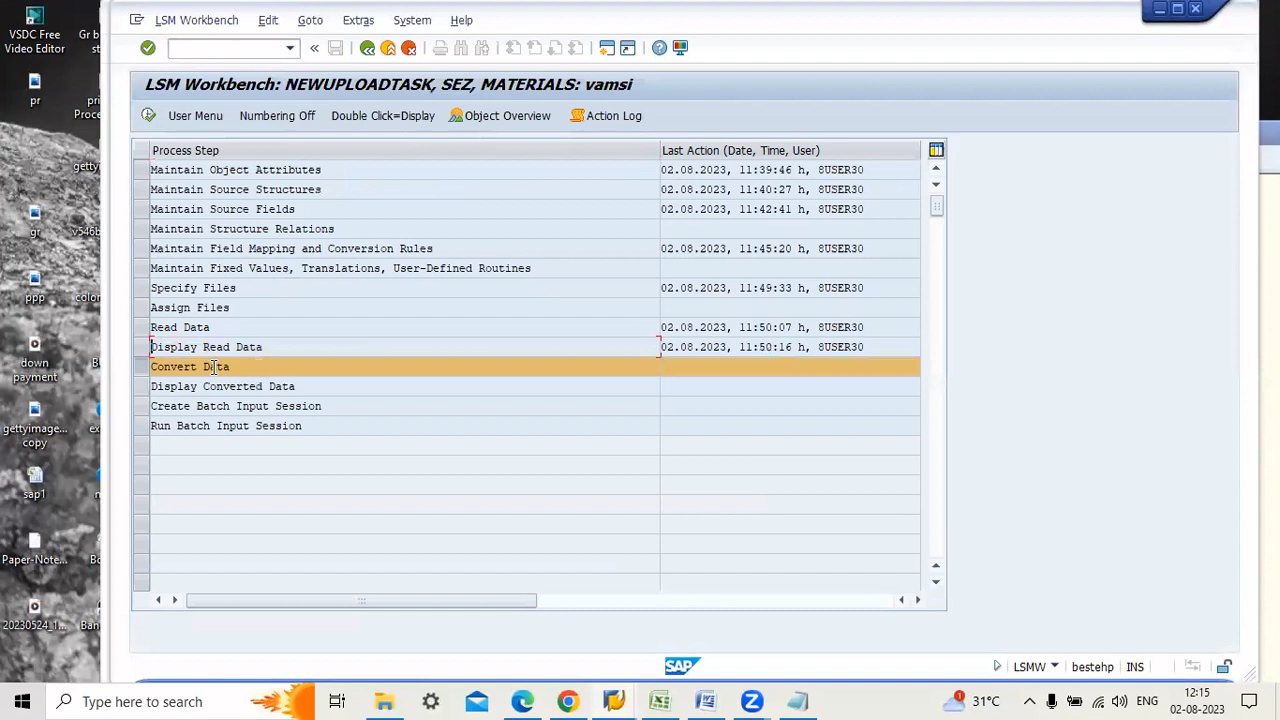 LSM Workbench Edit Goto Extras System Help
VSDC Free
Video Editor
LSM Workbench: NEWUPLOADTASK, SEZ, MATERIALS: vamsi
User Menu Numbering Off Double Click=Display Object Overview Action Log
Process Step Last Action (Date, Time, User)
Maintain Object Attributes 02.08.2023, 11:39:46 h, 8USER30
Maintain Source Structures 02.08.2023, 11:40:27 h, 8USER30
Maintain Source Fields 02.08.2023, 11:42:41 h, 8USER30
Maintain Structure Relations
Maintain Field Mapping and Conversion Rules 02.08.2023, 11:45:20 h, 8USER30
Maintain Fixed Values, Translations, User-Defined Routines
Specify Files 02.08.2023, 11:49:33 h, 8USER30
Assign Files
Read Data 02.08.2023, 11:50:07 h, 8USER30
Display Read Data 02.08.2023, 11:50:16 h, 8USER30
Convert Data
Display Converted Data
Create Batch Input Session
Run Batch Input Session
pr
gr
ppp
down
payment
gettyimage...
copy
sap1
Paper-Note...
20230524_1...
SAP
LSMW bestehp INS
Type here to search
31°C
ENG
12:15
02-08-2023